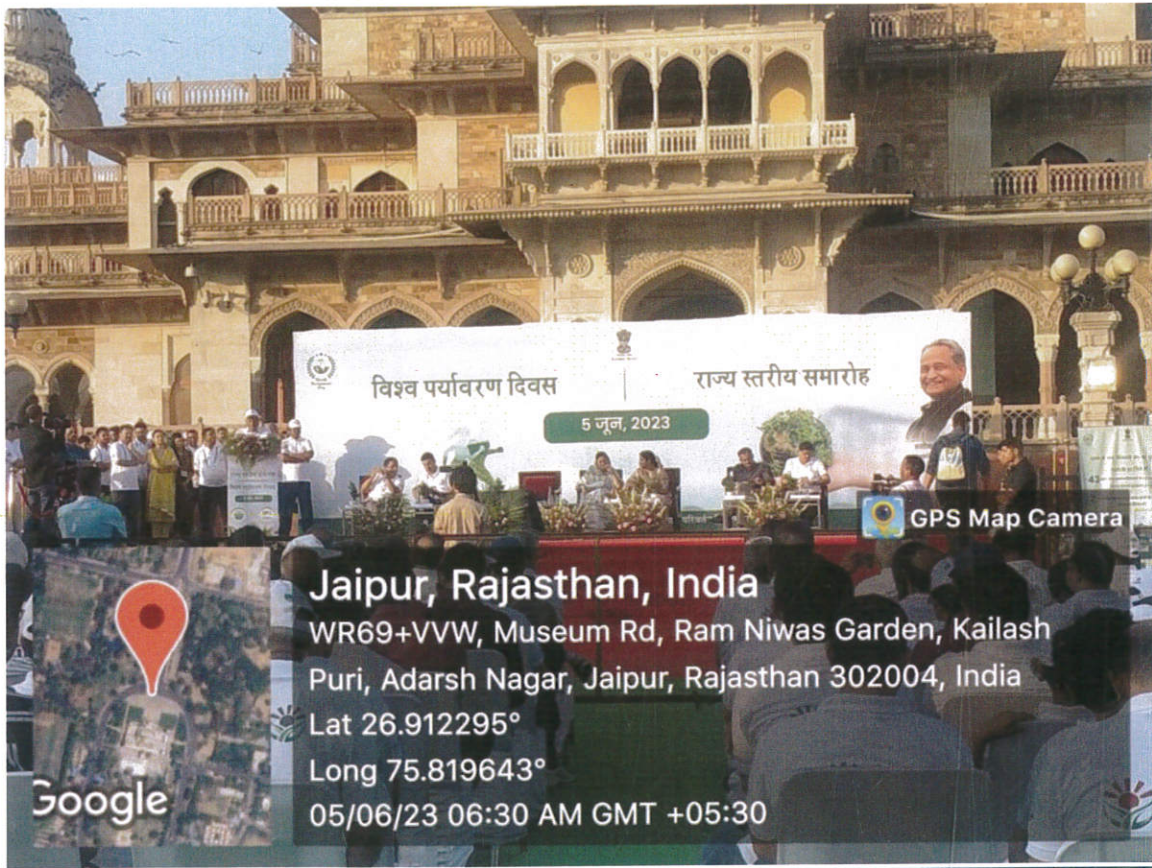 विश्व पर्यावरण दिवस
राज्य स्तरीय समारोह
5 जून, 2023
GPS Map Camera
Jaipur, Rajasthan, India
WR69+VVW, Museum Rd, Ram Niwas Garden, Kailash
Puri, Adarsh Nagar, Jaipur, Rajasthan 302004, India
Lat 26.912295°
Long 75.819643°
05/06/23 06:30 AM GMT +05:30
Google